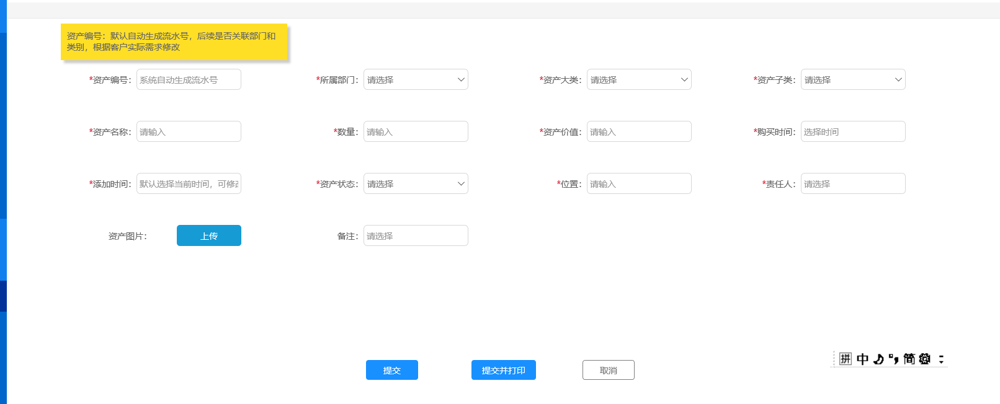 资产编号：默认自动生成流水号，后续是否关联部门和
类别，根据客户实际需求修改
*资产编号： 系统自动生成流水号 *所属部门： 请选择 *资产大类： 请选择 *资产子类： 请选择
*资产名称： 请输入 *数量： 请输入 *资产价值： 请输入 *购买时间： 选择时间
*添加时间： 默认选择当前时间，可修 *资产状态： 请选择 *位置： 请输入 *责任人： 请选择
资产图片： 上传 备注： 请选择
拼 中 简
提交 提交并打印 取消